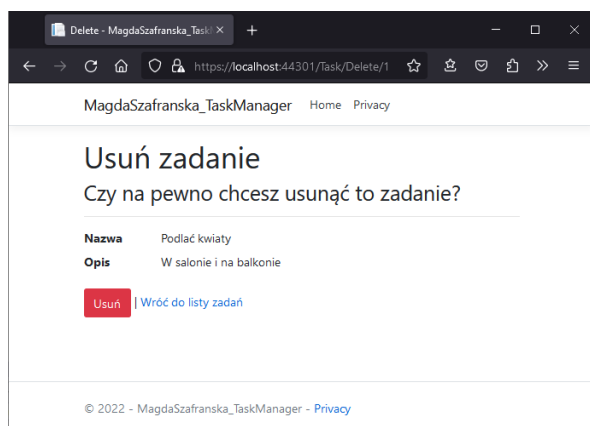 Delete - MagdaSzafranska_Task
https://localhost:44301/Task/Delete/1
MagdaSzafranska_TaskManager Home Privacy
Usuń zadanie
Czy na pewno chcesz usunąć to zadanie?
Nazwa Podlać kwiaty
Opis W salonie i na balkonie
Usuń | Wróć do listy zadań
© 2022 - MagdaSzafranska_TaskManager - Privacy